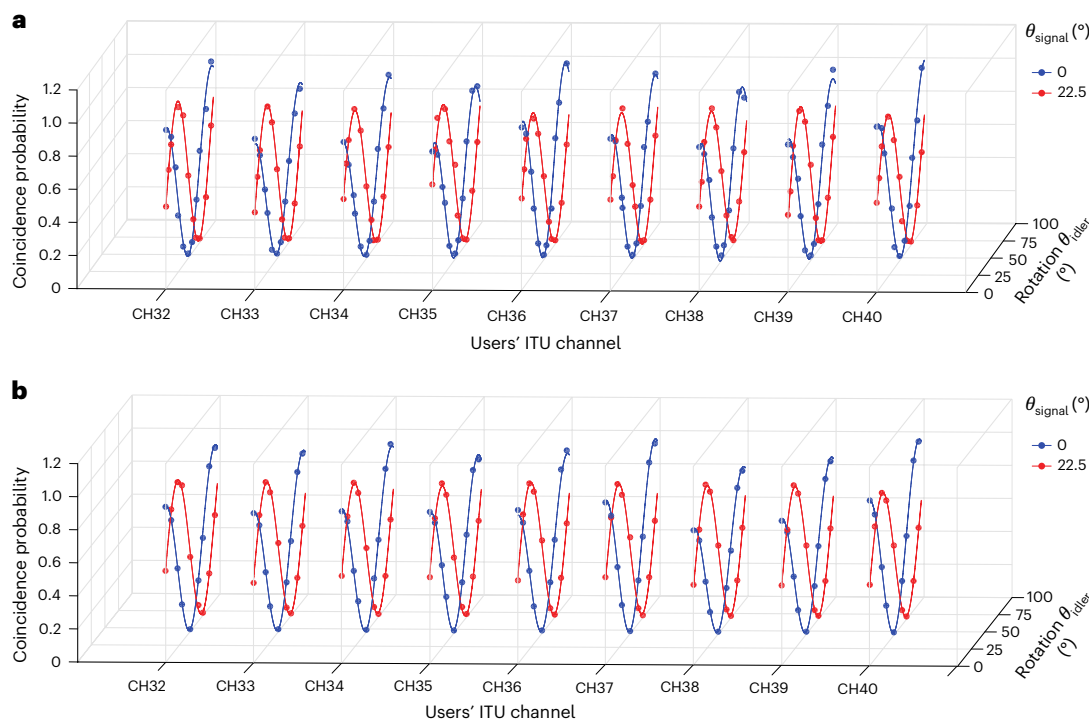 a
θsignal (°)
0
22.5
Coincidence probability
1.2
1.0
0.8
0.6
0.4
0.2
0
100
75
50
25
0
Rotation θidler
(°)
CH32 CH33 CH34 CH35 CH36 CH37 CH38 CH39 CH40
Users’ ITU channel
b
θsignal (°)
0
22.5
Coincidence probability
1.2
1.0
0.8
0.6
0.4
0.2
0
100
75
50
25
0
Rotation θidler
(°)
CH32 CH33 CH34 CH35 CH36 CH37 CH38 CH39 CH40
Users’ ITU channel